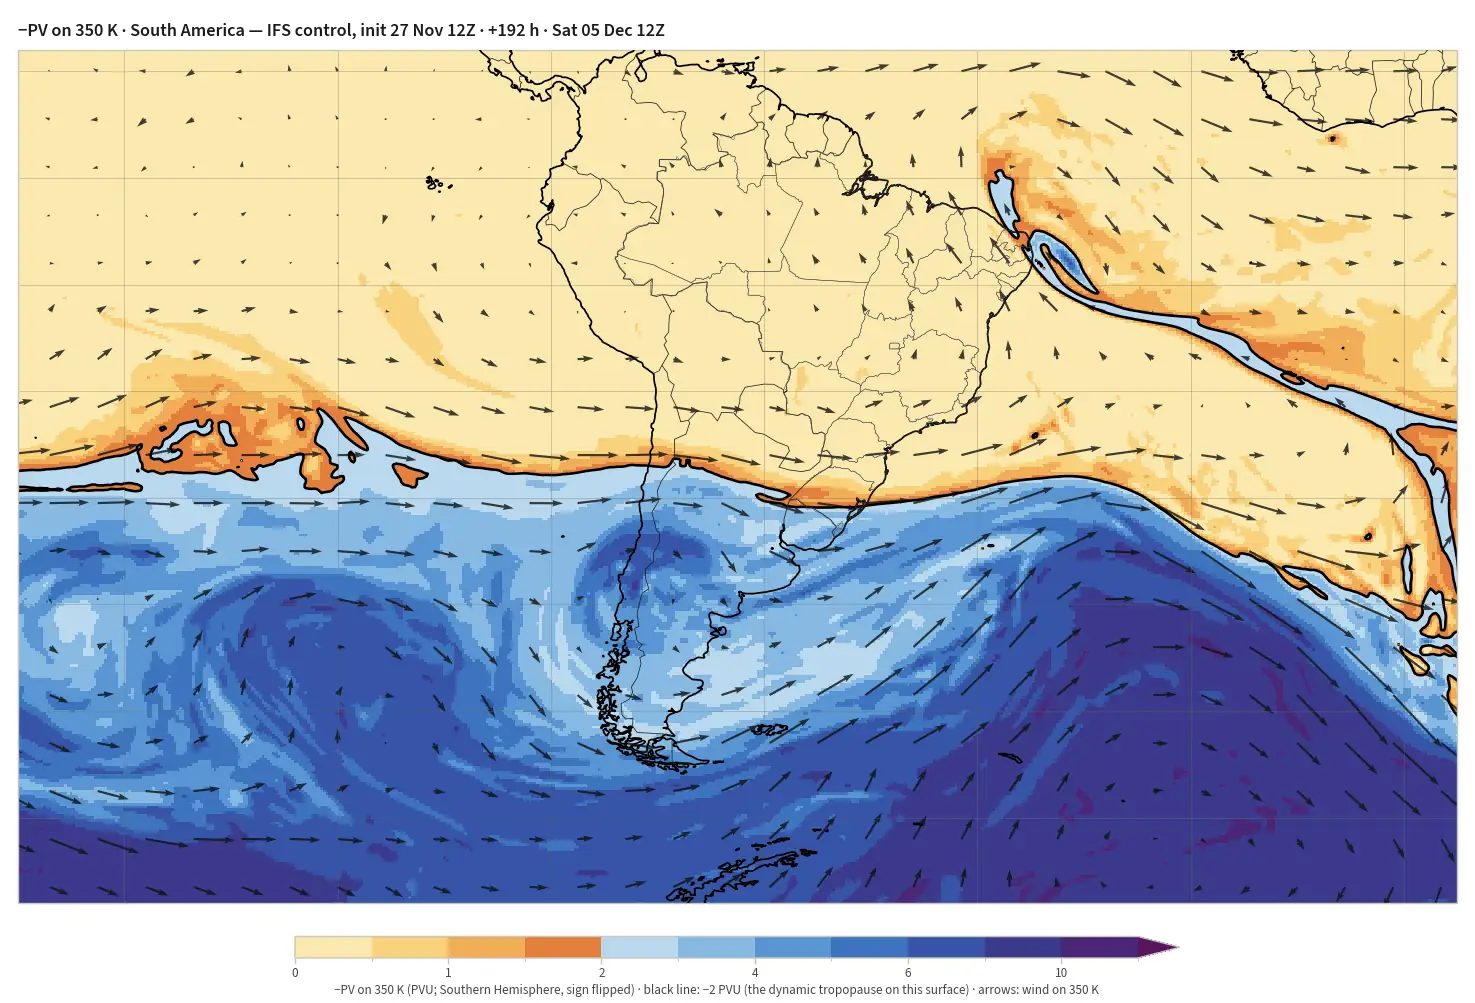 −PV on 350 K · South America — IFS control, init 27 Nov 12Z · +192 h · Sat 05 Dec 12Z
0 1 2 4 6 10
−PV on 350 K (PVU; Southern Hemisphere, sign flipped) · black line: −2 PVU (the dynamic tropopause on this surface) · arrows: wind on 350 K